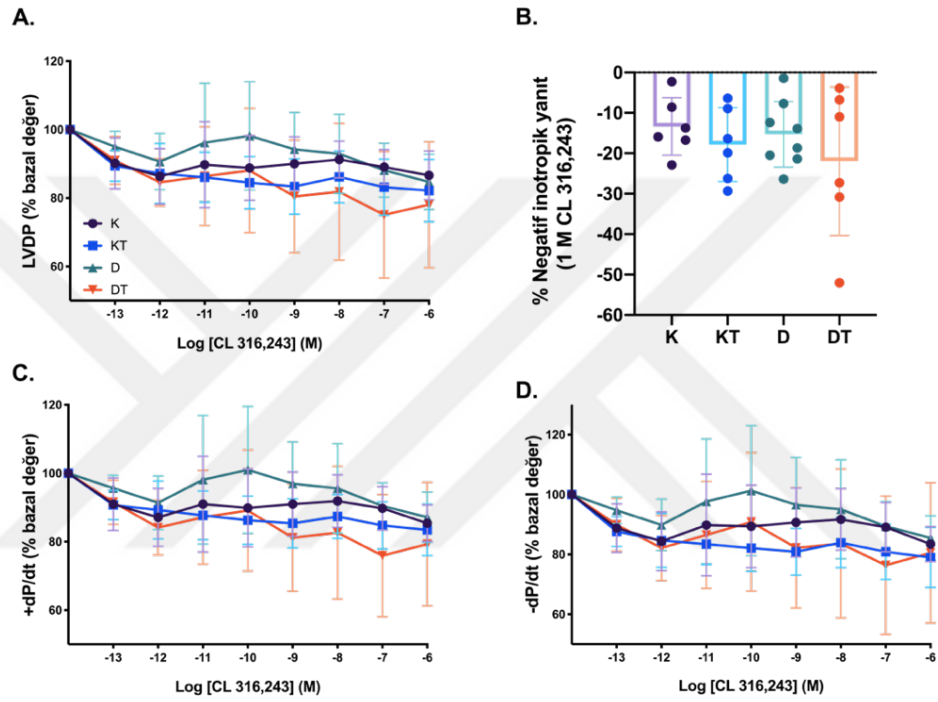 A.
LVDP (% bazal değer)
120
100
80
60
K
KT
D
DT
-13 -12 -11 -10 -9 -8 -7 -6
Log [CL 316,243] (M)
B.
% Negatif inotropik yanıt
(1 M CL 316,243)
0
-10
-20
-30
-40
-50
-60
K KT D DT
C.
+dP/dt (% bazal değer)
120
100
80
60
-13 -12 -11 -10 -9 -8 -7 -6
Log [CL 316,243] (M)
D.
-dP/dt (% bazal değer)
120
100
80
60
-13 -12 -11 -10 -9 -8 -7 -6
Log [CL 316,243] (M)